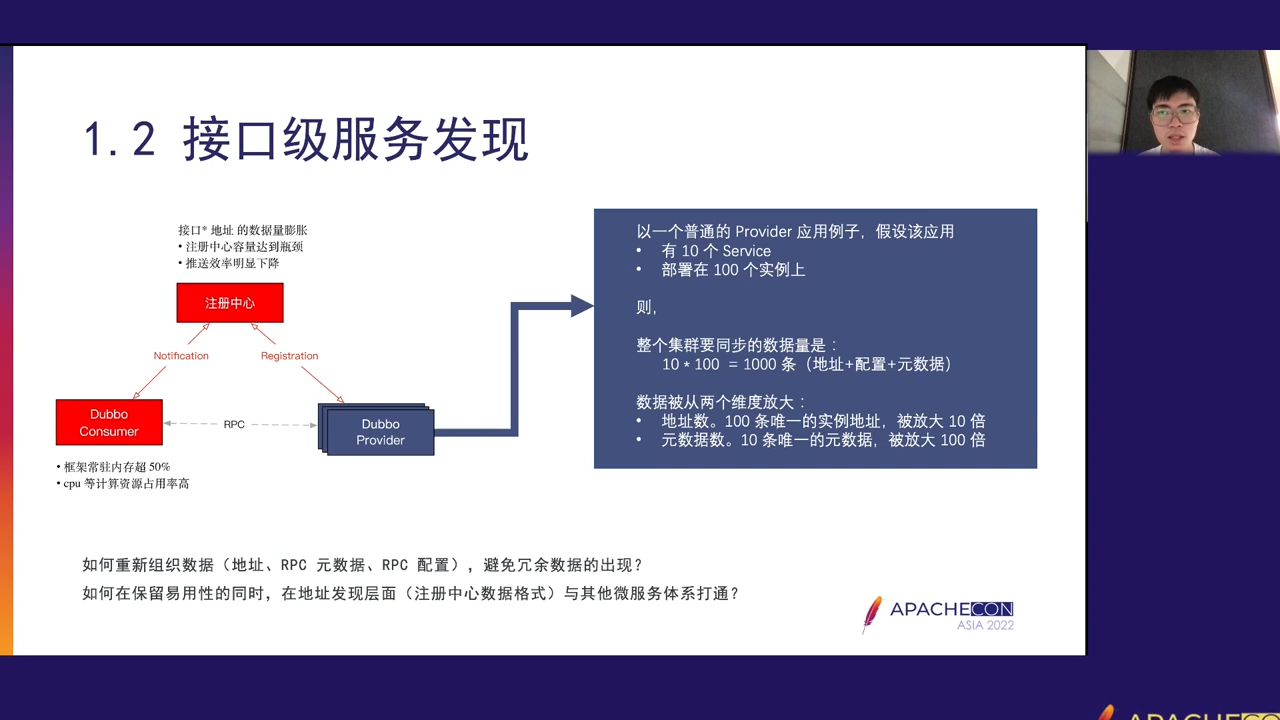 1.2 接口级服务发现
接口* 地址 的数据量膨胀
• 注册中心容量达到瓶颈
• 推送效率明显下降
注册中心
Notification
Registration
Dubbo
Consumer
RPC
Dubbo
Provider
• 框架常驻内存超 50%
• cpu 等计算资源占用率高
以一个普通的 Provider 应用例子，假设该应用
• 有 10 个 Service
• 部署在 100 个实例上
则，
整个集群要同步的数据量是：
10 * 100 = 1000 条（地址+配置+元数据）
数据被从两个维度放大：
• 地址数。100 条唯一的实例地址，被放大 10 倍
• 元数据数。10 条唯一的元数据，被放大 100 倍
如何重新组织数据（地址、RPC 元数据、RPC 配置），避免冗余数据的出现？
如何在保留易用性的同时，在地址发现层面（注册中心数据格式）与其他微服务体系打通？
APACHECON
ASIA 2022
APACHECO